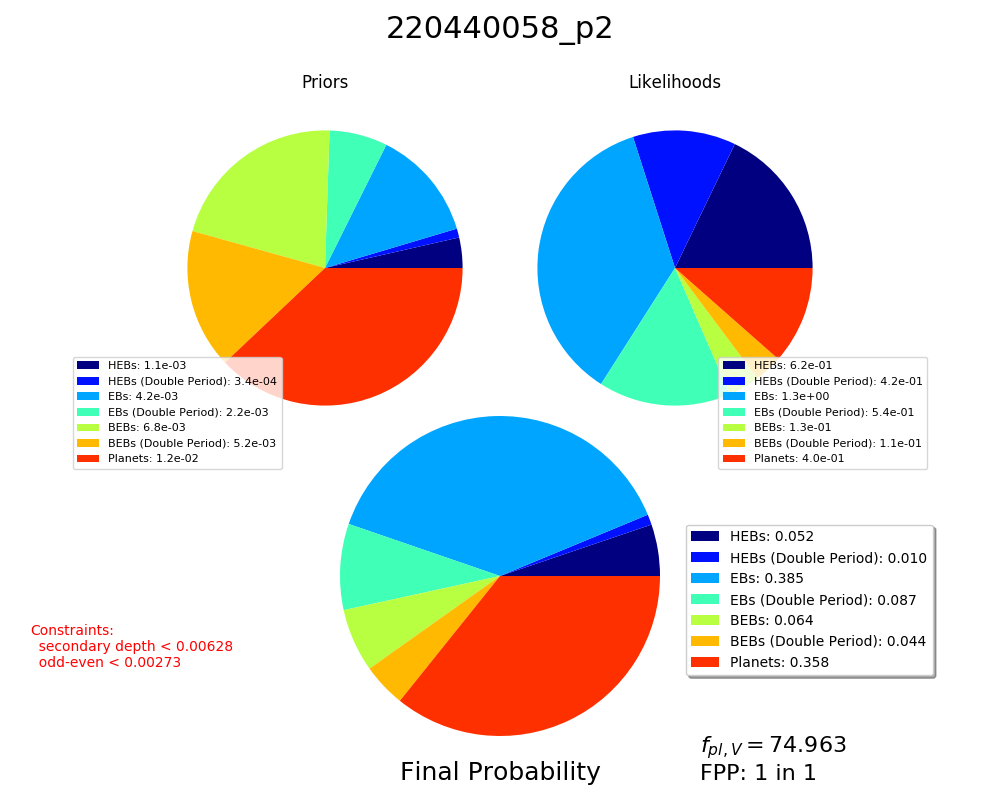 220440058_p2
Priors
Likelihoods
HEBs: 1.1e-03
HEBs (Double Period): 3.4e-04
EBs: 4.2e-03
EBs (Double Period): 2.2e-03
BEBs: 6.8e-03
BEBs (Double Period): 5.2e-03
Planets: 1.2e-02
HEBs: 6.2e-01
HEBs (Double Period): 4.2e-01
EBs: 1.3e+00
EBs (Double Period): 5.4e-01
BEBs: 1.3e-01
BEBs (Double Period): 1.1e-01
Planets: 4.0e-01
HEBs: 0.052
HEBs (Double Period): 0.010
EBs: 0.385
EBs (Double Period): 0.087
BEBs: 0.064
BEBs (Double Period): 0.044
Planets: 0.358
Constraints:
secondary depth < 0.00628
odd-even < 0.00273
f_{pl,V} = 74.963
Final Probability
FPP: 1 in 1